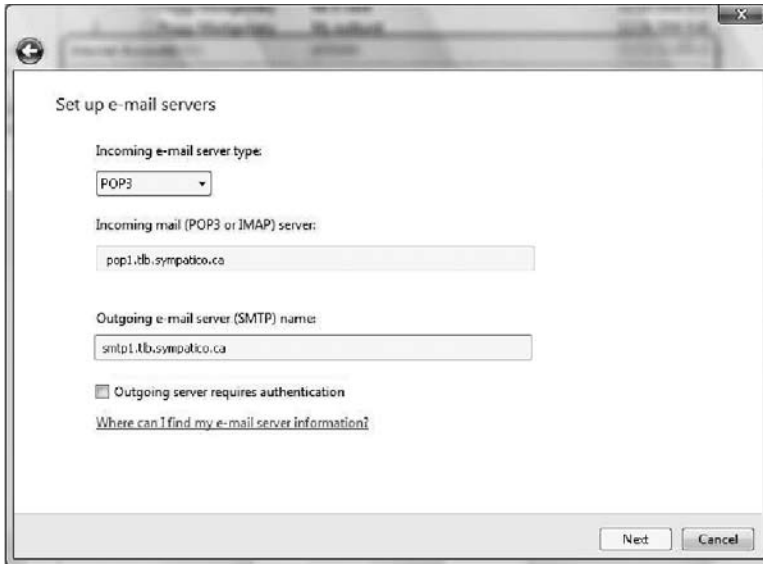 Set up e-mail servers
Incoming e-mail server type:
POP3
Incoming mail (POP3 or IMAP) server:
pop1.tlb.sympatico.ca
Outgoing e-mail server (SMTP) name:
smtp1.tlb.sympatico.ca
Outgoing server requires authentication
Where can I find my e-mail server information?
Next
Cancel